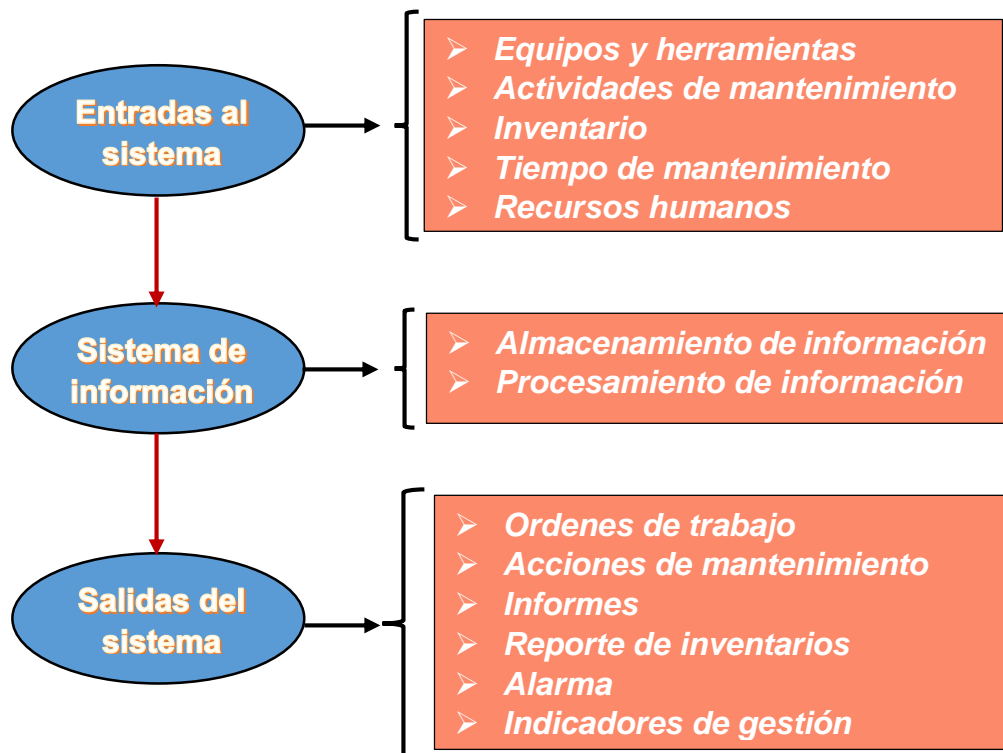 Entradas al
sistema
➢ Equipos y herramientas
➢ Actividades de mantenimiento
➢ Inventario
➢ Tiempo de mantenimiento
➢ Recursos humanos
Sistema de
información
➢ Almacenamiento de información
➢ Procesamiento de información
Salidas del
sistema
➢ Ordenes de trabajo
➢ Acciones de mantenimiento
➢ Informes
➢ Reporte de inventarios
➢ Alarma
➢ Indicadores de gestión